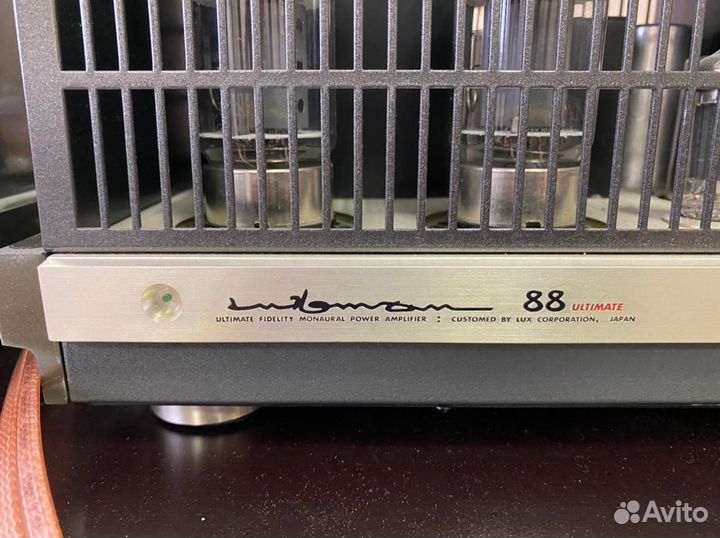 Luxman 88 ULTIMATE
ULTIMATE FIDELITY MONAURAL POWER AMPLIFIER : CUSTOMED BY LUX CORPORATION, JAPAN
Avito